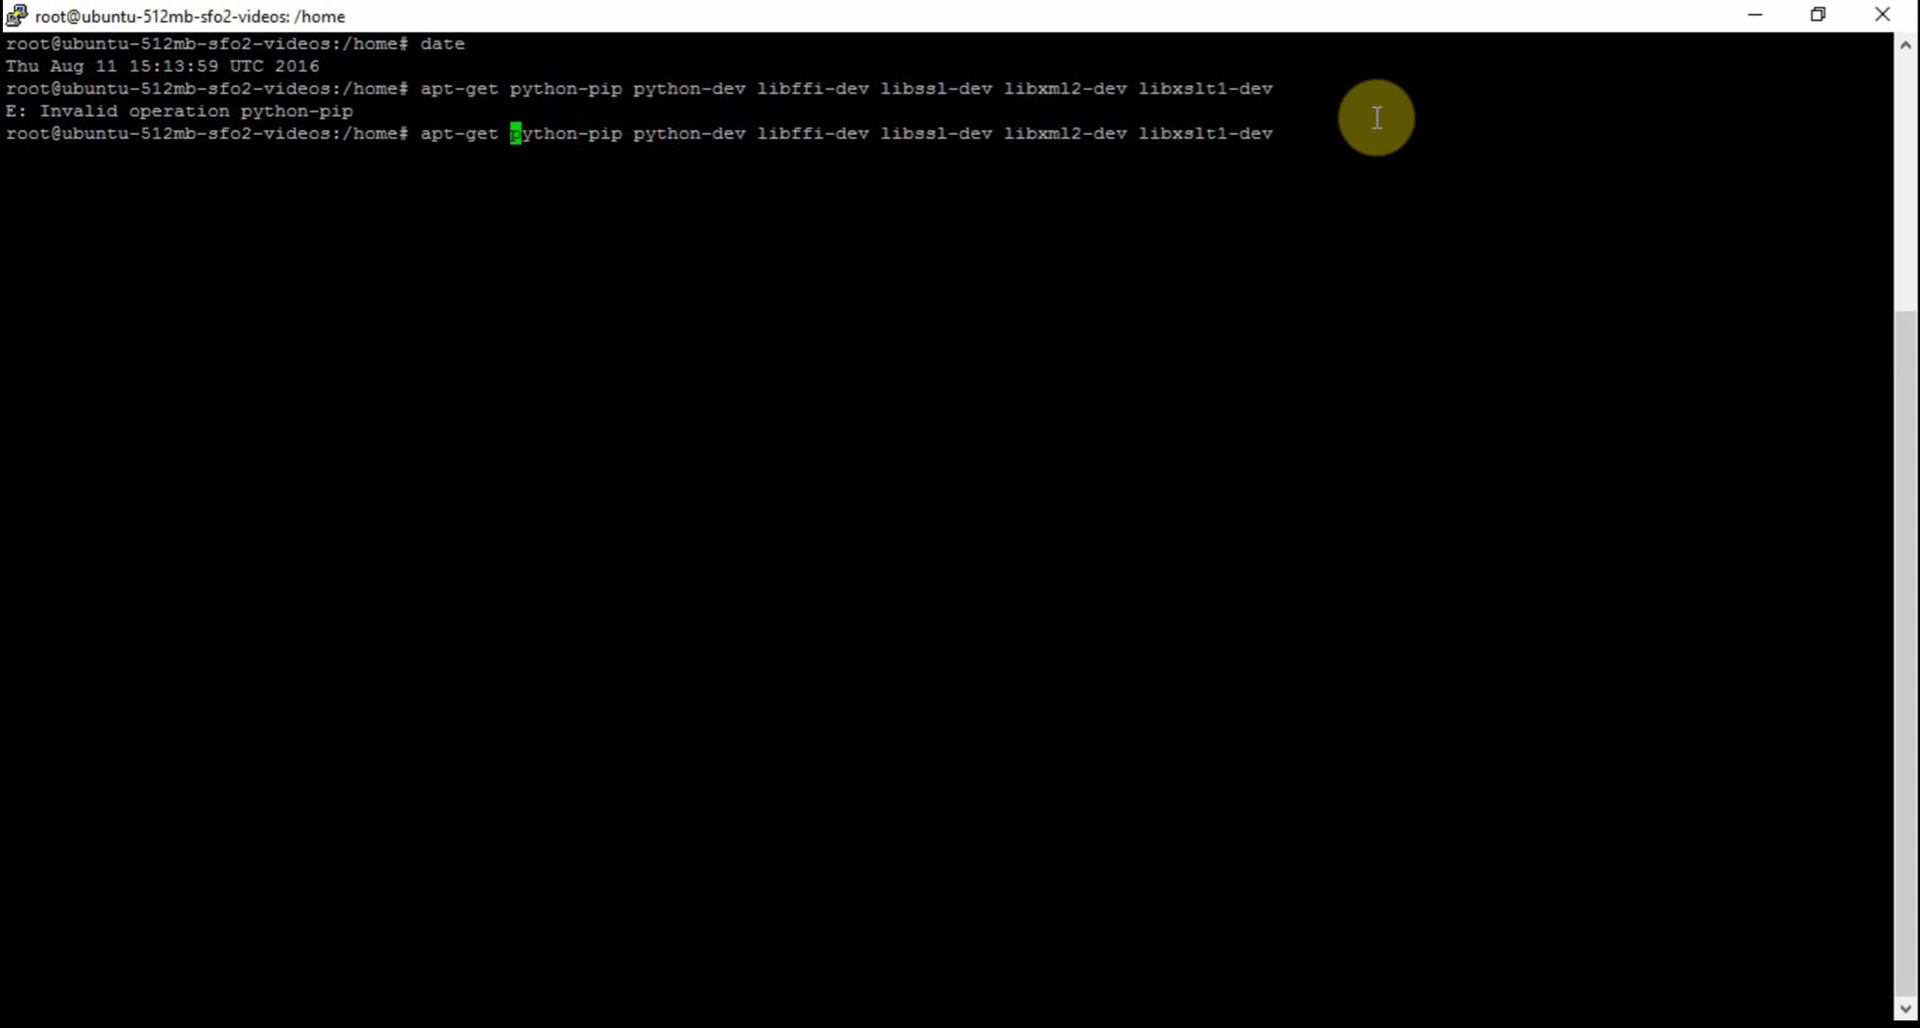 root@ubuntu-512mb-sfo2-videos: /home
root@ubuntu-512mb-sfo2-videos:/home# date
Thu Aug 11 15:13:59 UTC 2016
root@ubuntu-512mb-sfo2-videos:/home# apt-get python-pip python-dev libffi-dev libssl-dev libxml2-dev libxslt1-dev
E: Invalid operation python-pip
root@ubuntu-512mb-sfo2-videos:/home# apt-get python-pip python-dev libffi-dev libssl-dev libxml2-dev libxslt1-dev